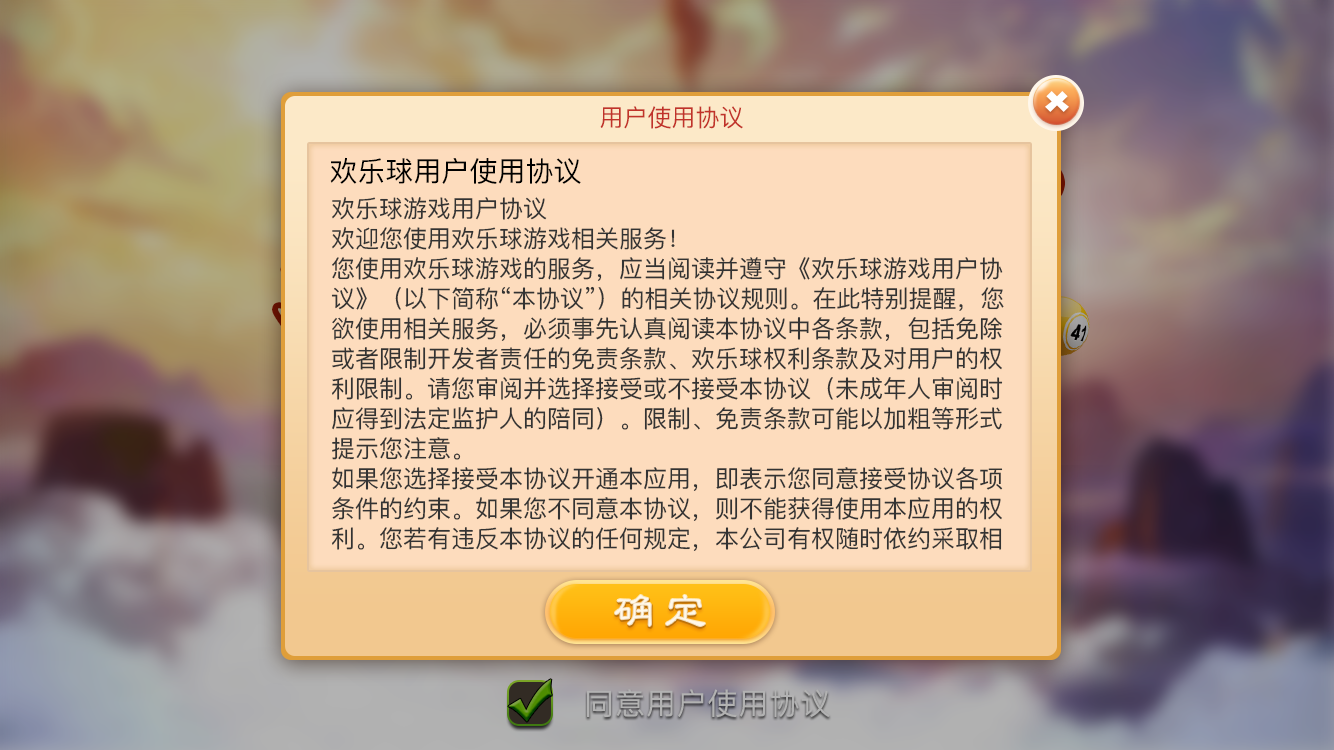 用户使用协议
欢乐球用户使用协议
欢乐球游戏用户协议
欢迎您使用欢乐球游戏相关服务！
您使用欢乐球游戏的服务，应当阅读并遵守《欢乐球游戏用户协
议》（以下简称“本协议”）的相关协议规则。在此特别提醒，您
欲使用相关服务，必须事先认真阅读本协议中各条款，包括免除
或者限制开发者责任的免责条款、欢乐球权利条款及对用户的权
利限制。请您审阅并选择接受或不接受本协议（未成年人审阅时
应得到法定监护人的陪同）。限制、免责条款可能以加粗等形式
提示您注意。
如果您选择接受本协议开通本应用，即表示您同意接受协议各项
条件的约束。如果您不同意本协议，则不能获得使用本应用的权
利。您若有违反本协议的任何规定，本公司有权随时依约采取相
41
确定
同意用户使用协议